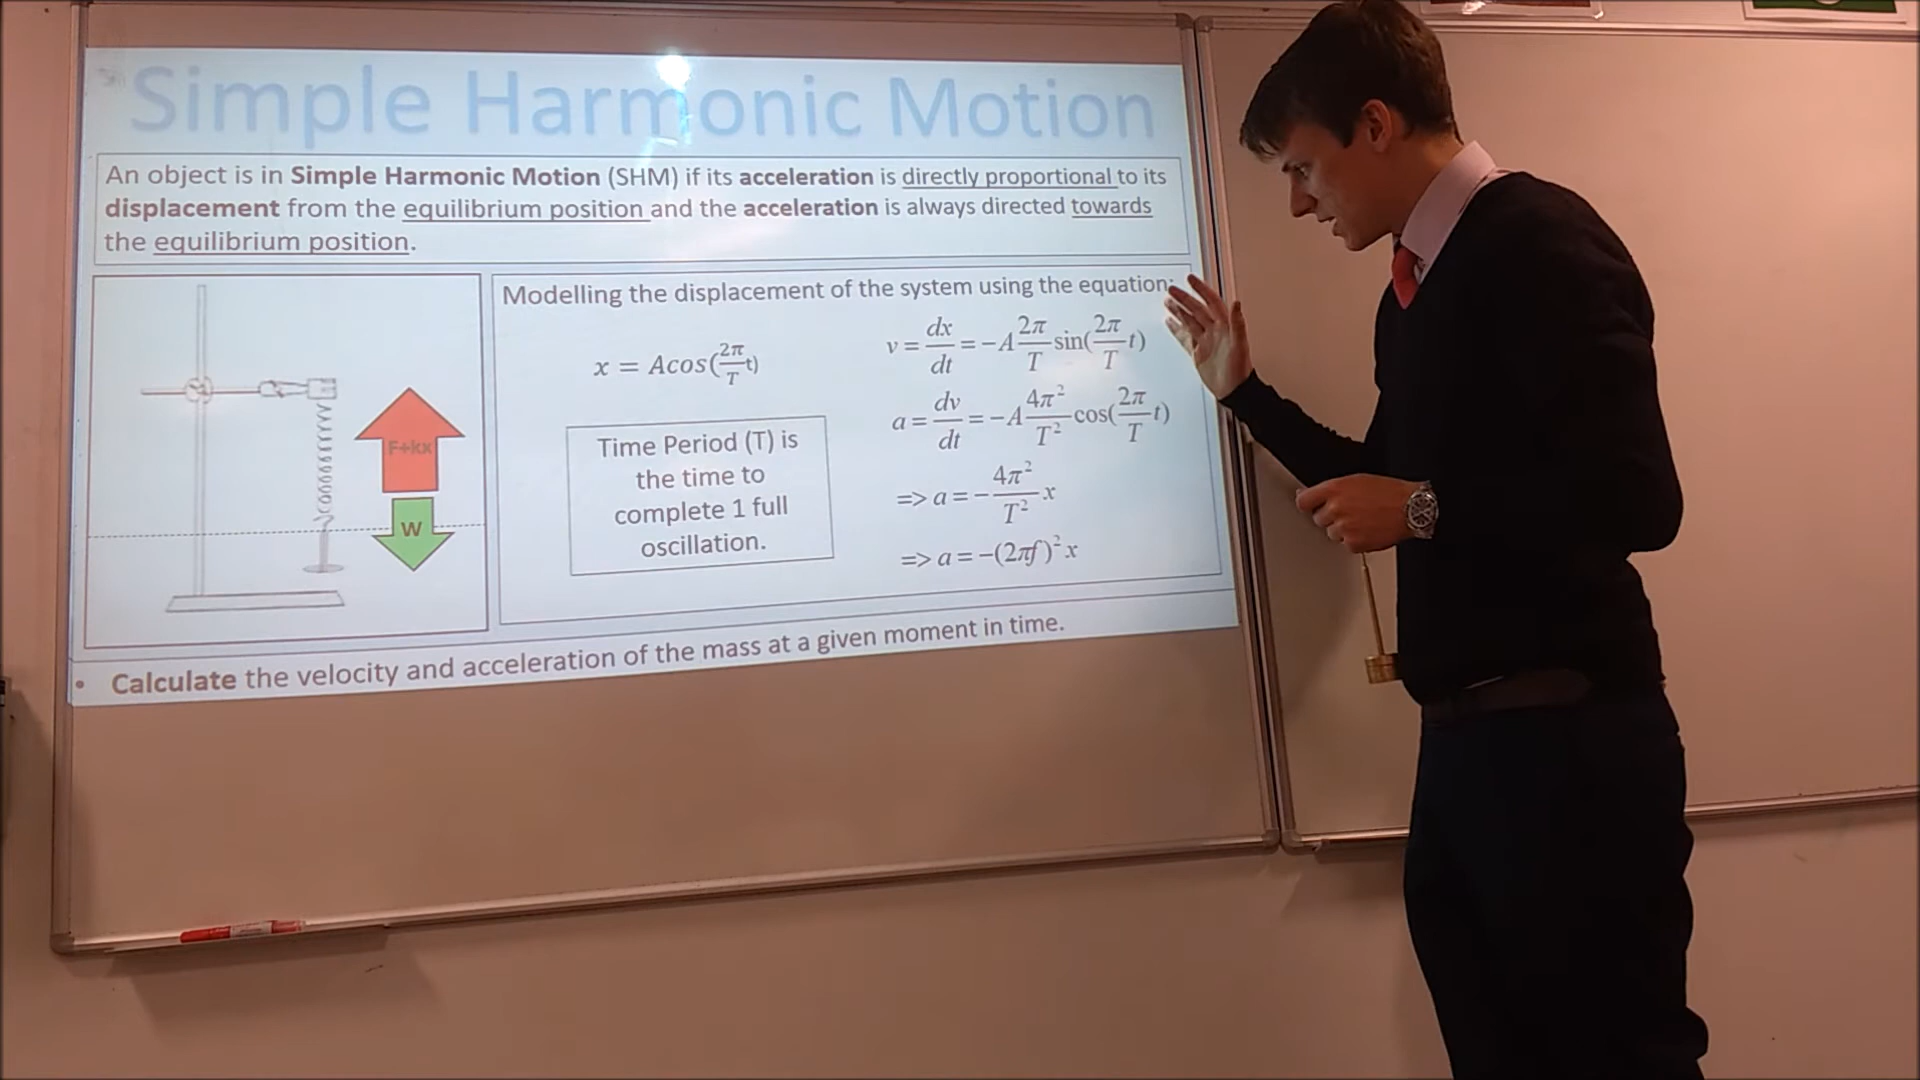 Simple Harmonic Motion
An object is in Simple Harmonic Motion (SHM) if its acceleration is directly proportional to its
displacement from the equilibrium position and the acceleration is always directed towards
the equilibrium position.
F=kx
W
Modelling the displacement of the system using the equation:
x = Acos(2π/T t)
Time Period (T) is
the time to
complete 1 full
oscillation.
v = dx/dt = −A 2π/T sin(2π/T t)
a = dv/dt = −A 4π²/T² cos(2π/T t)
=> a = − 4π²/T² x
=> a = −(2πf)² x
• Calculate the velocity and acceleration of the mass at a given moment in time.